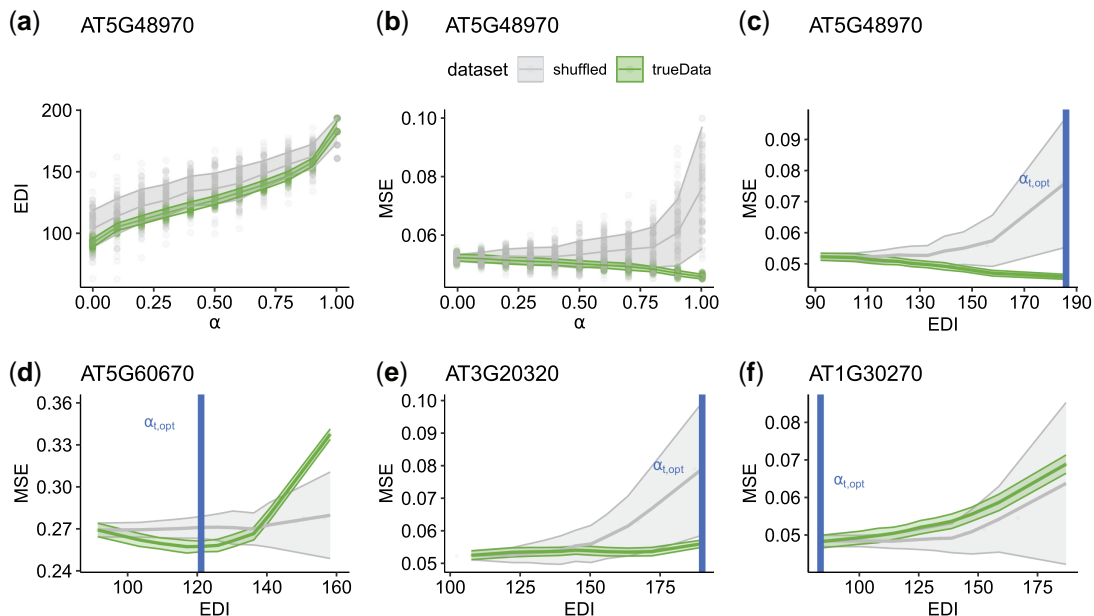 (a) AT5G48970
(b) AT5G48970
(c) AT5G48970
dataset shuffled trueData
EDI
200
150
100
0.00 0.25 0.50 0.75 1.00
α
MSE
0.10
0.08
0.06
0.00 0.25 0.50 0.75 1.00
α
MSE
0.09
0.08
0.07
0.06
0.05
αt,opt
90 110 130 150 170 190
EDI
(d) AT5G60670
(e) AT3G20320
(f) AT1G30270
MSE
0.36
0.33
0.30
0.27
0.24
αt,opt
100 120 140 160
EDI
MSE
0.10
0.09
0.08
0.07
0.06
0.05
αt,opt
100 125 150 175
EDI
MSE
0.08
0.07
0.06
0.05
αt,opt
100 125 150 175
EDI